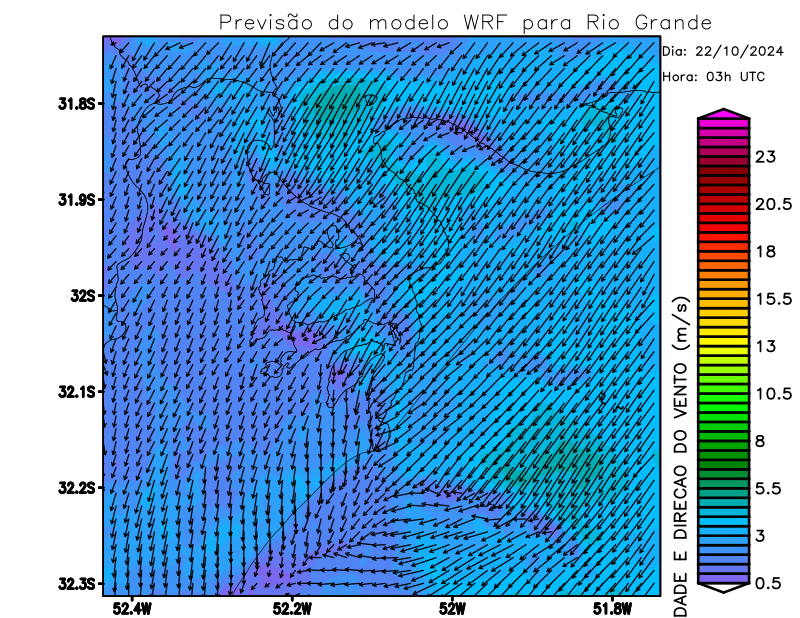 Previsão do modelo WRF para Rio Grande
Dia: 22/10/2024
Hora: 03h UTC
31.8S
31.9S
32S
32.1S
32.2S
32.3S
52.4W
52.2W
52W
51.8W
23
20.5
18
15.5
13
10.5
8
5.5
3
0.5
DADE E DIRECAO DO VENTO (m/s)